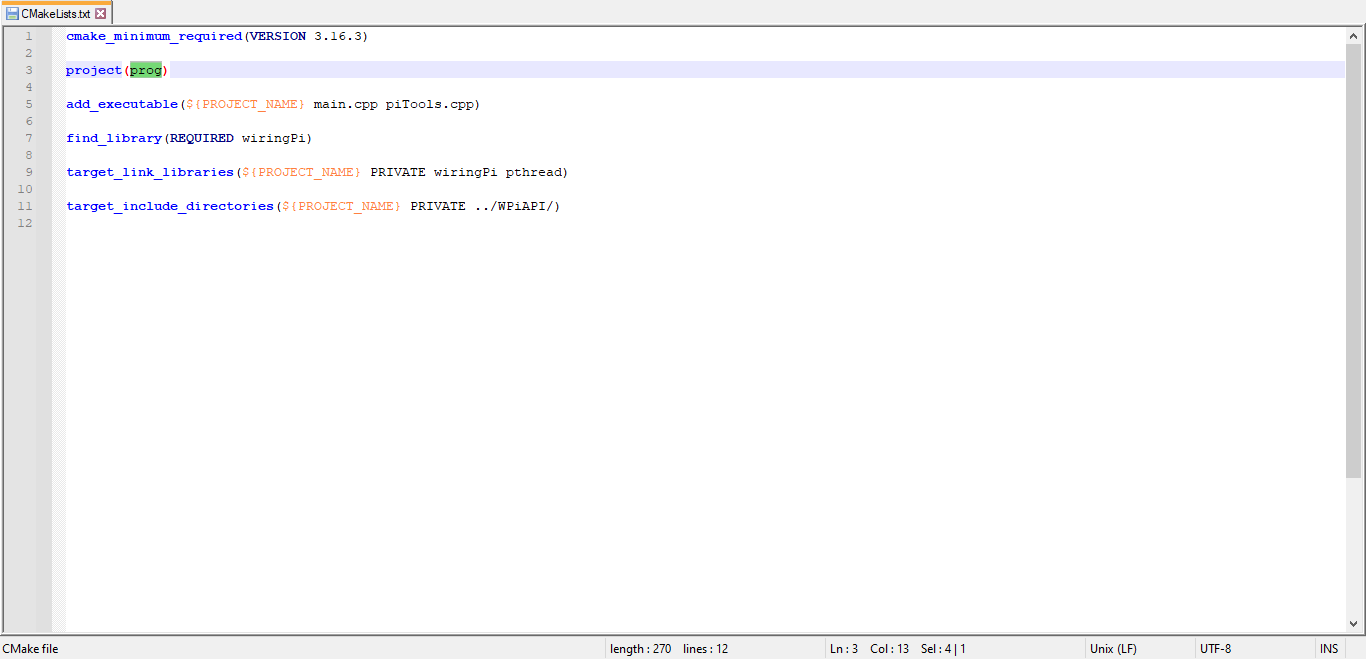 CMakeLists.txt
1 cmake_minimum_required(VERSION 3.16.3)
2
3 project(prog)
4
5 add_executable(${PROJECT_NAME} main.cpp piTools.cpp)
6
7 find_library(REQUIRED wiringPi)
8
9 target_link_libraries(${PROJECT_NAME} PRIVATE wiringPi pthread)
10
11 target_include_directories(${PROJECT_NAME} PRIVATE ../WPiAPI/)
12
CMake file length : 270 lines : 12 Ln : 3 Col : 13 Sel : 4 | 1 Unix (LF) UTF-8 INS